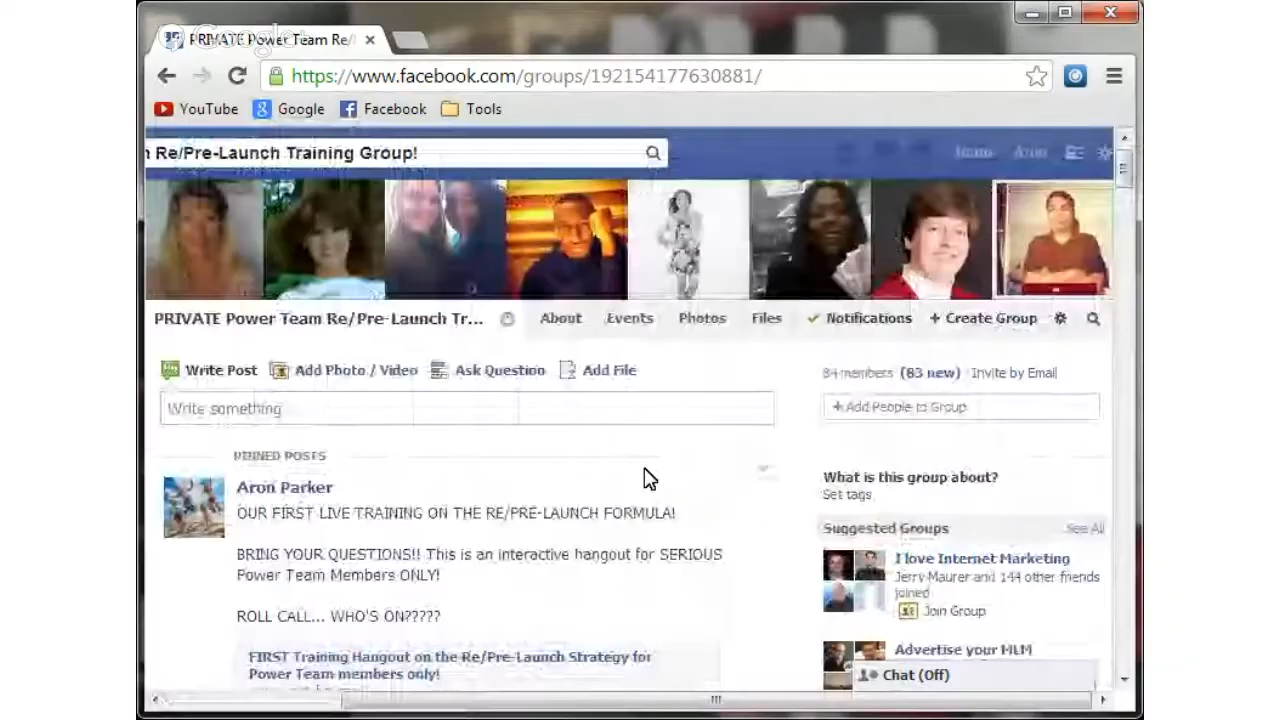 PRIVATE Power Team Re/
Google+
https://www.facebook.com/groups/192154177630881/
YouTube Google Facebook Tools
Re/Pre-Launch Training Group!
Home Aron
PRIVATE Power Team Re/Pre-Launch Tr... About Events Photos Files Notifications + Create Group
Write Post Add Photo / Video Ask Question Add File
84 members (83 new) Invite by Email
Write something
+ Add People to Group
PINNED POSTS
Aron Parker
OUR FIRST LIVE TRAINING ON THE RE/PRE-LAUNCH FORMULA!
BRING YOUR QUESTIONS!! This is an interactive hangout for SERIOUS
Power Team Members ONLY!
ROLL CALL... WHO'S ON?????
FIRST Training Hangout on the Re/Pre-Launch Strategy for
Power Team members only!
What is this group about?
Set tags
Suggested Groups See All
I love Internet Marketing
Jerry Maurer and 144 other friends
joined
Join Group
Advertise your MLM
Chat (Off)